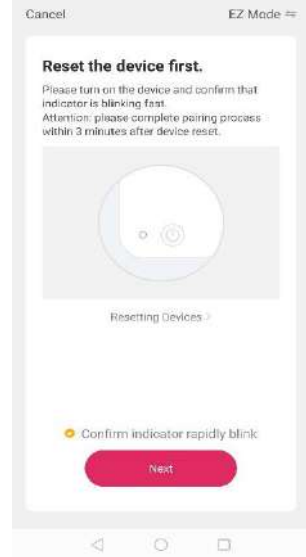 Cancel EZ Mode
Reset the device first.
Please turn on the device and confirm that
indicator is blinking fast.
Attention: please complete pairing process
within 3 minutes after device reset.
Resetting Devices >
Confirm indicator rapidly blink
Next